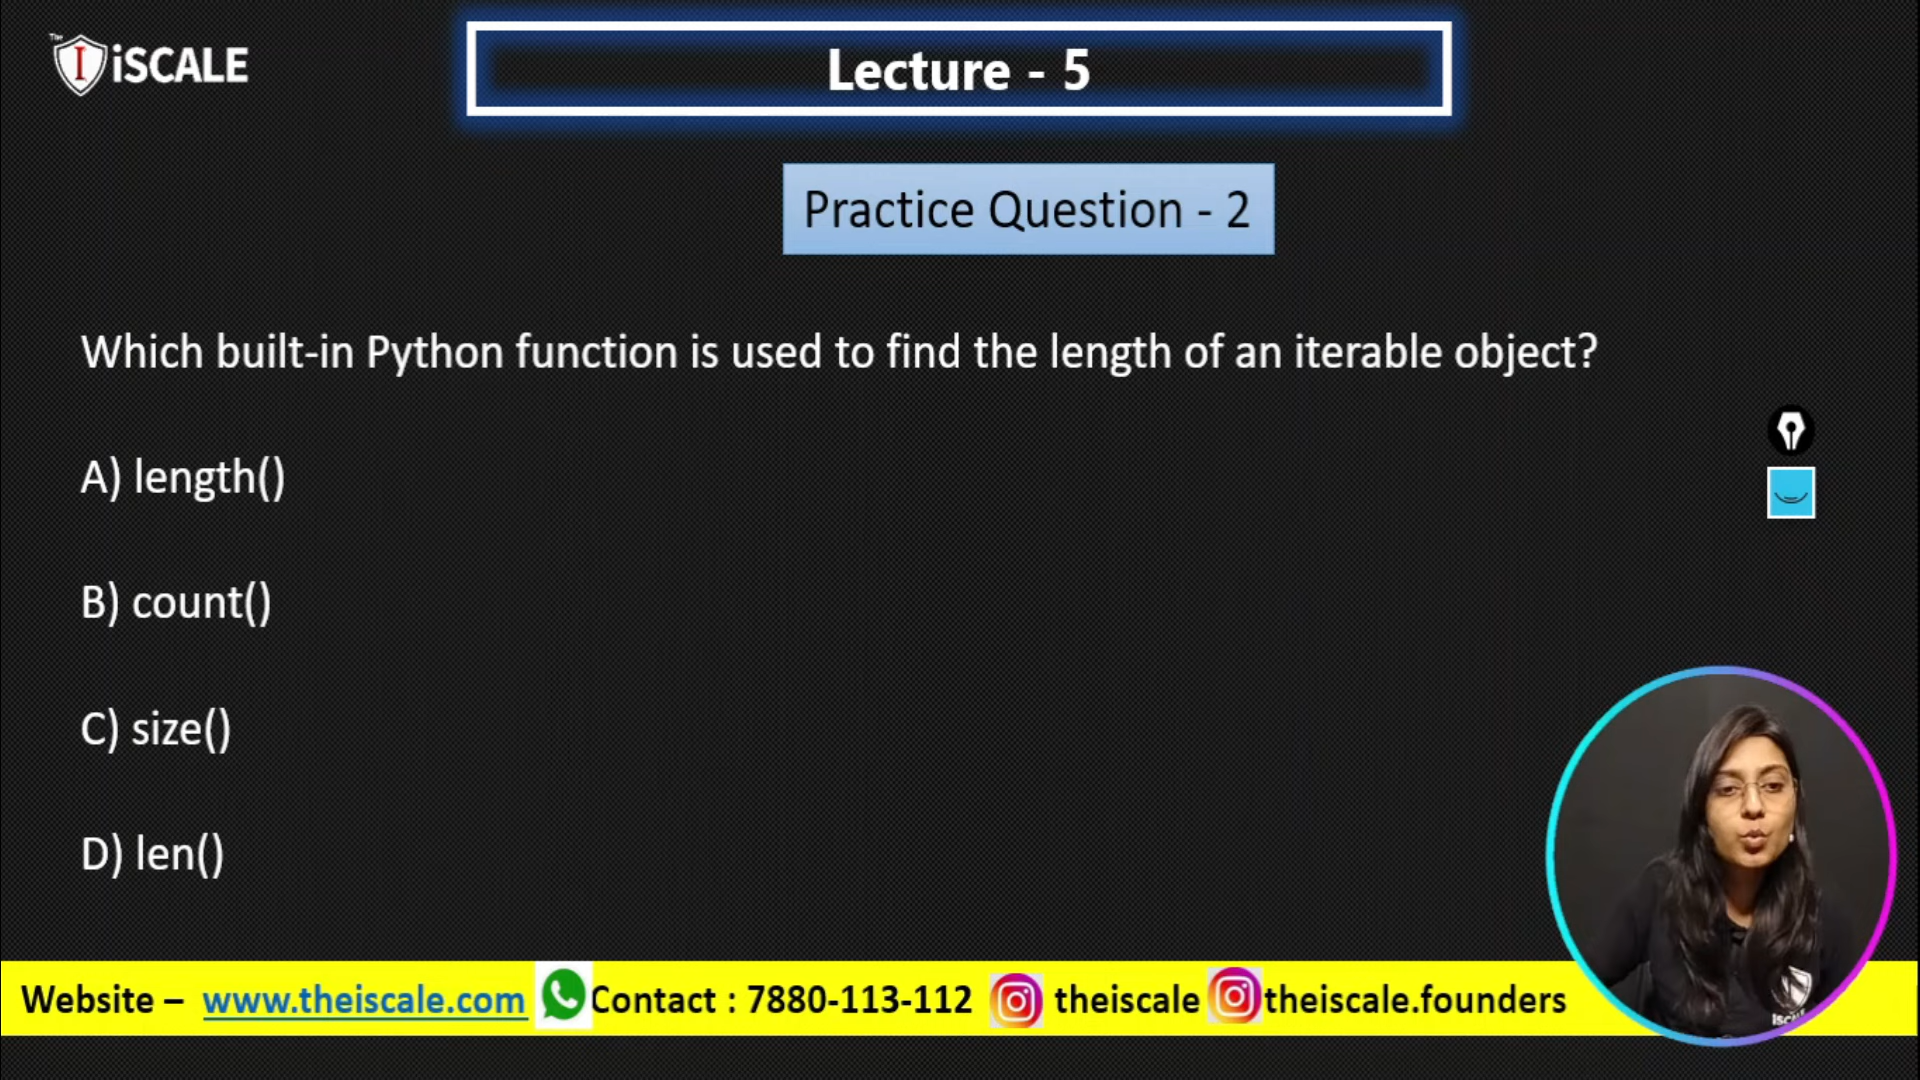 The
I
iSCALE
Lecture - 5
Practice Question - 2
Which built-in Python function is used to find the length of an iterable object?
A) length()
B) count()
C) size()
D) len()
Website – www.theiscale.com Contact : 7880-113-112 theiscale theiscale.founders